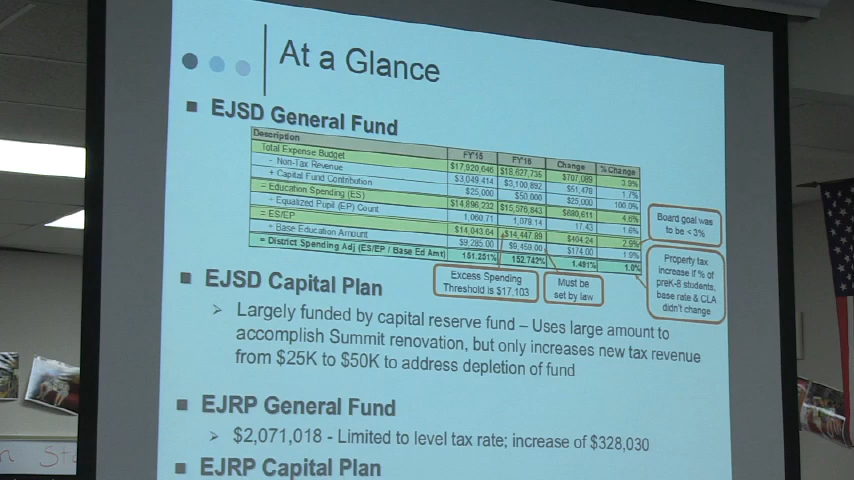 At a Glance
EJSD General Fund
Description FY15 FY16 Change % Change
Total Expense Budget $17,920,646 $18,627,735 $707,089 3.9%
- Non-Tax Revenue $3,049,414 $3,100,892 $51,478 1.7%
+ Capital Fund Contribution $25,000 $50,000 $25,000 100.0%
= Education Spending (ES) $14,896,232 $15,576,843 $680,611 4.6%
÷ Equalized Pupil (EP) Count 1,060.71 1,078.14 17.43 1.6%
= ES/EP $14,043.64 $14,447.89 $404.24 2.9%
÷ Base Education Amount $9,285.00 $9,459.00 $174.00 1.9%
= District Spending Adj (ES/EP / Base Ed Amt) 151.251% 152.742% 1.491% 1.0%
Board goal was
to be < 3%
Excess Spending
Threshold is $17,103
Must be
set by law
Property tax
increase if % of
preK-8 students,
base rate & CLA
didn't change
EJSD Capital Plan
Largely funded by capital reserve fund – Uses large amount to
accomplish Summit renovation, but only increases new tax revenue
from $25K to $50K to address depletion of fund
EJRP General Fund
$2,071,018 - Limited to level tax rate; increase of $328,030
EJRP Capital Plan